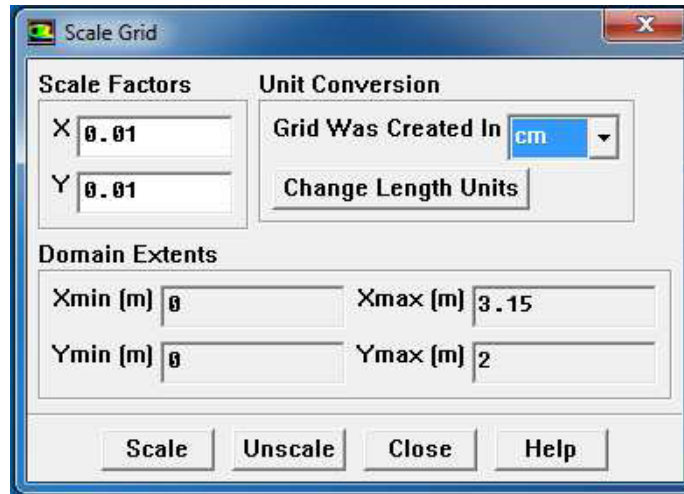 Scale Grid
X
Scale Factors Unit Conversion
X 0.01 Grid Was Created In cm
Y 0.01 Change Length Units
Domain Extents
Xmin (m) 0 Xmax (m) 3.15
Ymin (m) 0 Ymax (m) 2
Scale Unscale Close Help